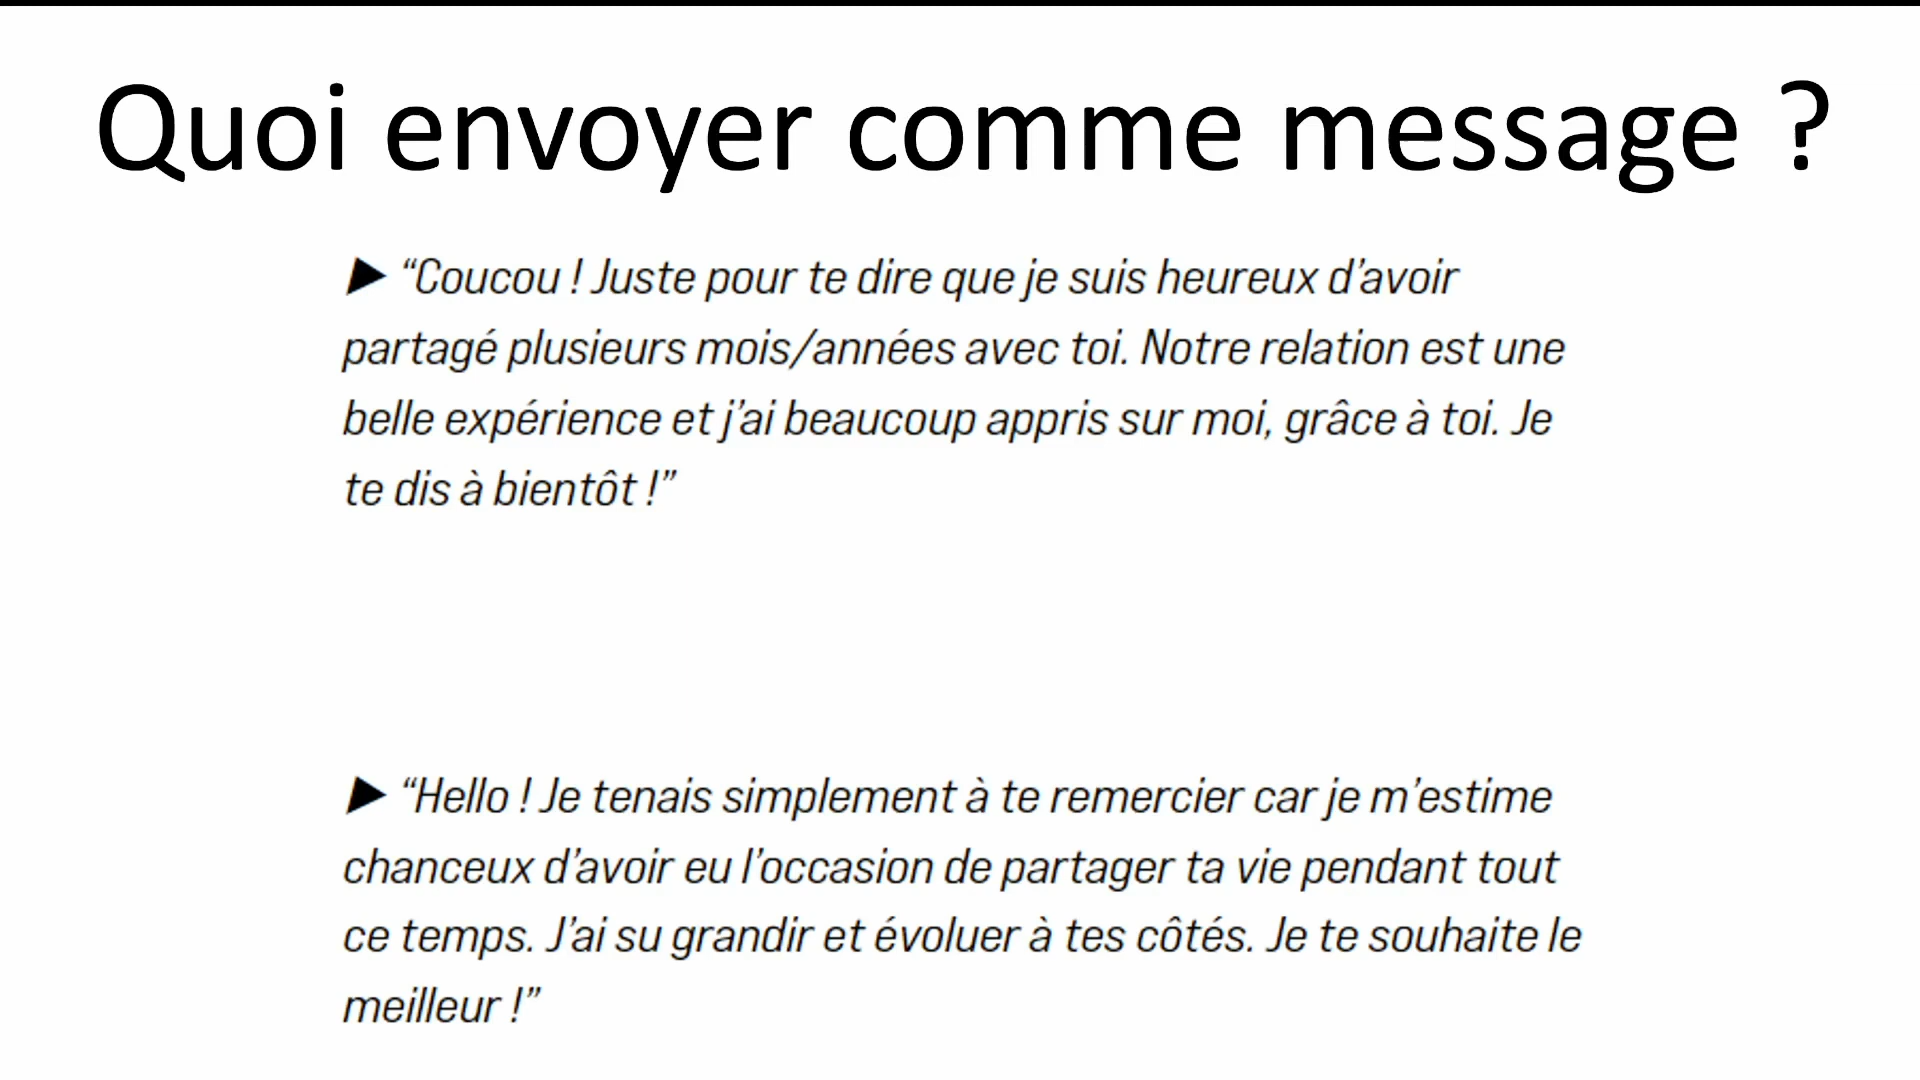 Quoi envoyer comme message ?
► “Coucou ! Juste pour te dire que je suis heureux d’avoir
partagé plusieurs mois/années avec toi. Notre relation est une
belle expérience et j’ai beaucoup appris sur moi, grâce à toi. Je
te dis à bientôt !”
► “Hello ! Je tenais simplement à te remercier car je m’estime
chanceux d’avoir eu l’occasion de partager ta vie pendant tout
ce temps. J’ai su grandir et évoluer à tes côtés. Je te souhaite le
meilleur !”